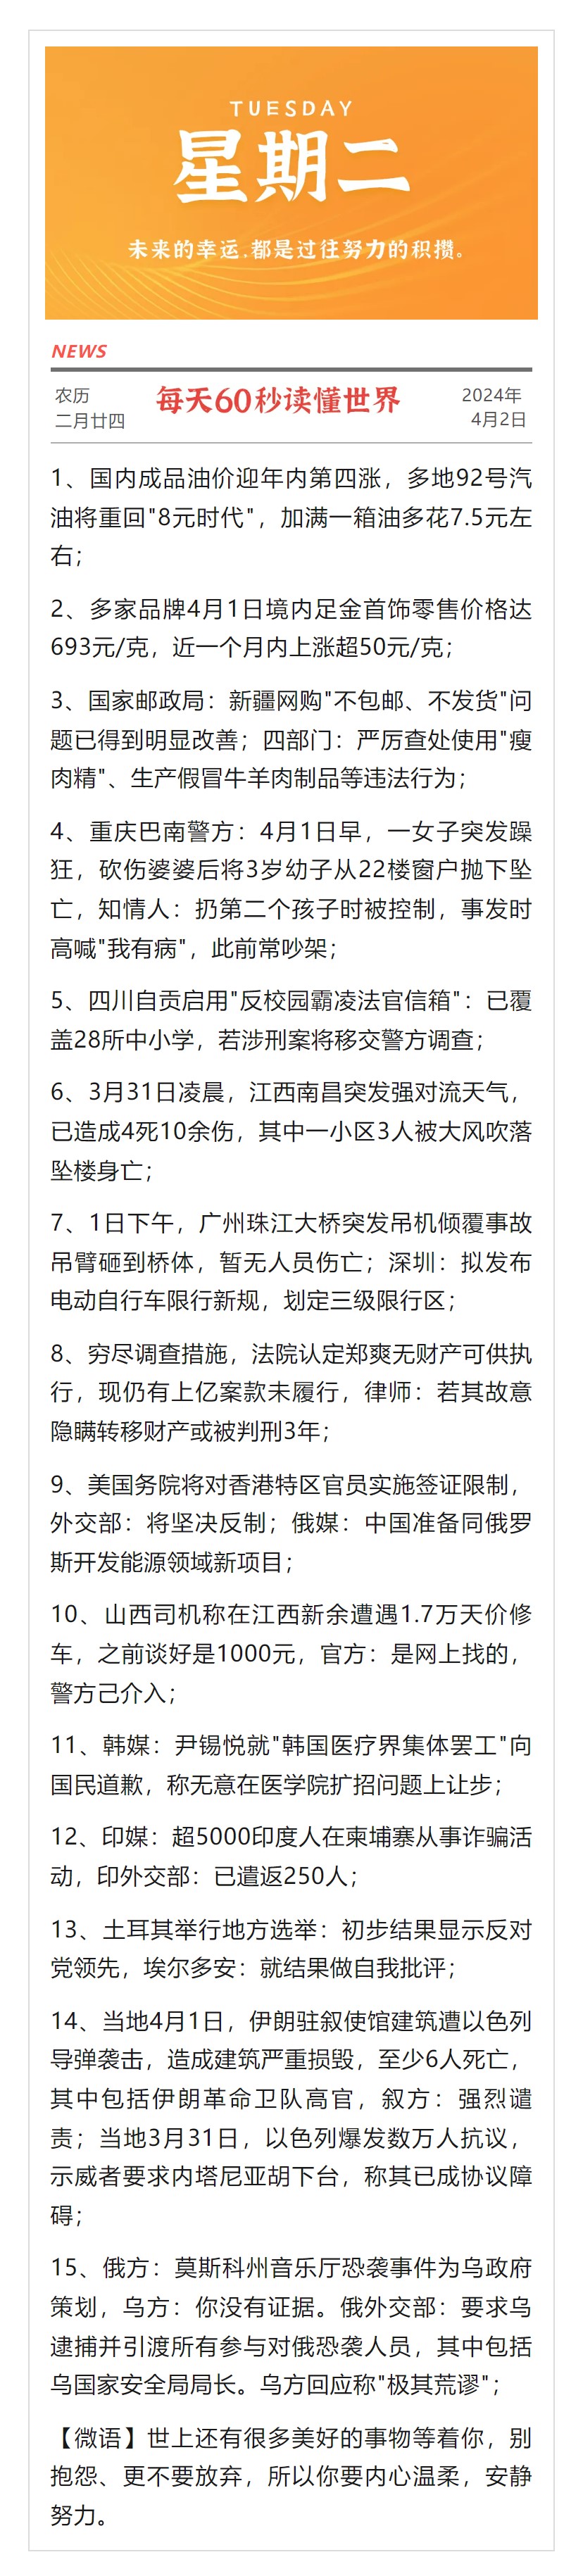 TUESDAY
星期二
未来的幸运,都是过往努力的积攒。
NEWS
农历
二月廿四
每天60秒读懂世界
2024年
4月2日
1、国内成品油价迎年内第四涨，多地92号汽
油将重回"8元时代"，加满一箱油多花7.5元左
右；
2、多家品牌4月1日境内足金首饰零售价格达
693元/克，近一个月内上涨超50元/克；
3、国家邮政局：新疆网购"不包邮、不发货"问
题已得到明显改善；四部门：严厉查处使用"瘦
肉精"、生产假冒牛羊肉制品等违法行为；
4、重庆巴南警方：4月1日早，一女子突发躁
狂，砍伤婆婆后将3岁幼子从22楼窗户抛下坠
亡，知情人：扔第二个孩子时被控制，事发时
高喊"我有病"，此前常吵架；
5、四川自贡启用"反校园霸凌法官信箱"：已覆
盖28所中小学，若涉刑案将移交警方调查；
6、3月31日凌晨，江西南昌突发强对流天气，
已造成4死10余伤，其中一小区3人被大风吹落
坠楼身亡；
7、1日下午，广州珠江大桥突发吊机倾覆事故
吊臂砸到桥体，暂无人员伤亡；深圳：拟发布
电动自行车限行新规，划定三级限行区；
8、穷尽调查措施，法院认定郑爽无财产可供执
行，现仍有上亿案款未履行，律师：若其故意
隐瞒转移财产或被判刑3年；
9、美国务院将对香港特区官员实施签证限制，
外交部：将坚决反制；俄媒：中国准备同俄罗
斯开发能源领域新项目；
10、山西司机称在江西新余遭遇1.7万天价修
车，之前谈好是1000元，官方：是网上找的，
警方己介入；
11、韩媒：尹锡悦就"韩国医疗界集体罢工"向
国民道歉，称无意在医学院扩招问题上让步；
12、印媒：超5000印度人在柬埔寨从事诈骗活
动，印外交部：已遣返250人；
13、土耳其举行地方选举：初步结果显示反对
党领先，埃尔多安：就结果做自我批评；
14、当地4月1日，伊朗驻叙使馆建筑遭以色列
导弹袭击，造成建筑严重损毁，至少6人死亡，
其中包括伊朗革命卫队高官，叙方：强烈谴
责；当地3月31日，以色列爆发数万人抗议，
示威者要求内塔尼亚胡下台，称其已成协议障
碍；
15、俄方：莫斯科州音乐厅恐袭事件为乌政府
策划，乌方：你没有证据。俄外交部：要求乌
逮捕并引渡所有参与对俄恐袭人员，其中包括
乌国家安全局局长。乌方回应称"极其荒谬"；
【微语】世上还有很多美好的事物等着你，别
抱怨、更不要放弃，所以你要内心温柔，安静
努力。